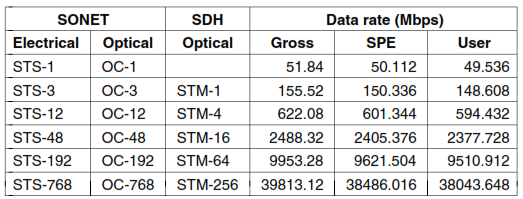 SONET SDH Data rate (Mbps)
Electrical Optical Optical Gross SPE User
STS-1 OC-1 51.84 50.112 49.536
STS-3 OC-3 STM-1 155.52 150.336 148.608
STS-12 OC-12 STM-4 622.08 601.344 594.432
STS-48 OC-48 STM-16 2488.32 2405.376 2377.728
STS-192 OC-192 STM-64 9953.28 9621.504 9510.912
STS-768 OC-768 STM-256 39813.12 38486.016 38043.648